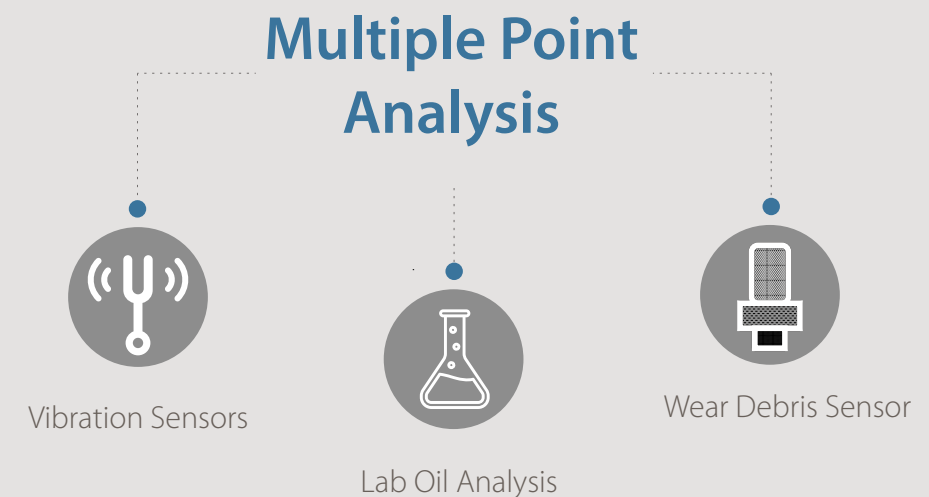 Multiple Point
Analysis
Vibration Sensors
Lab Oil Analysis
Wear Debris Sensor